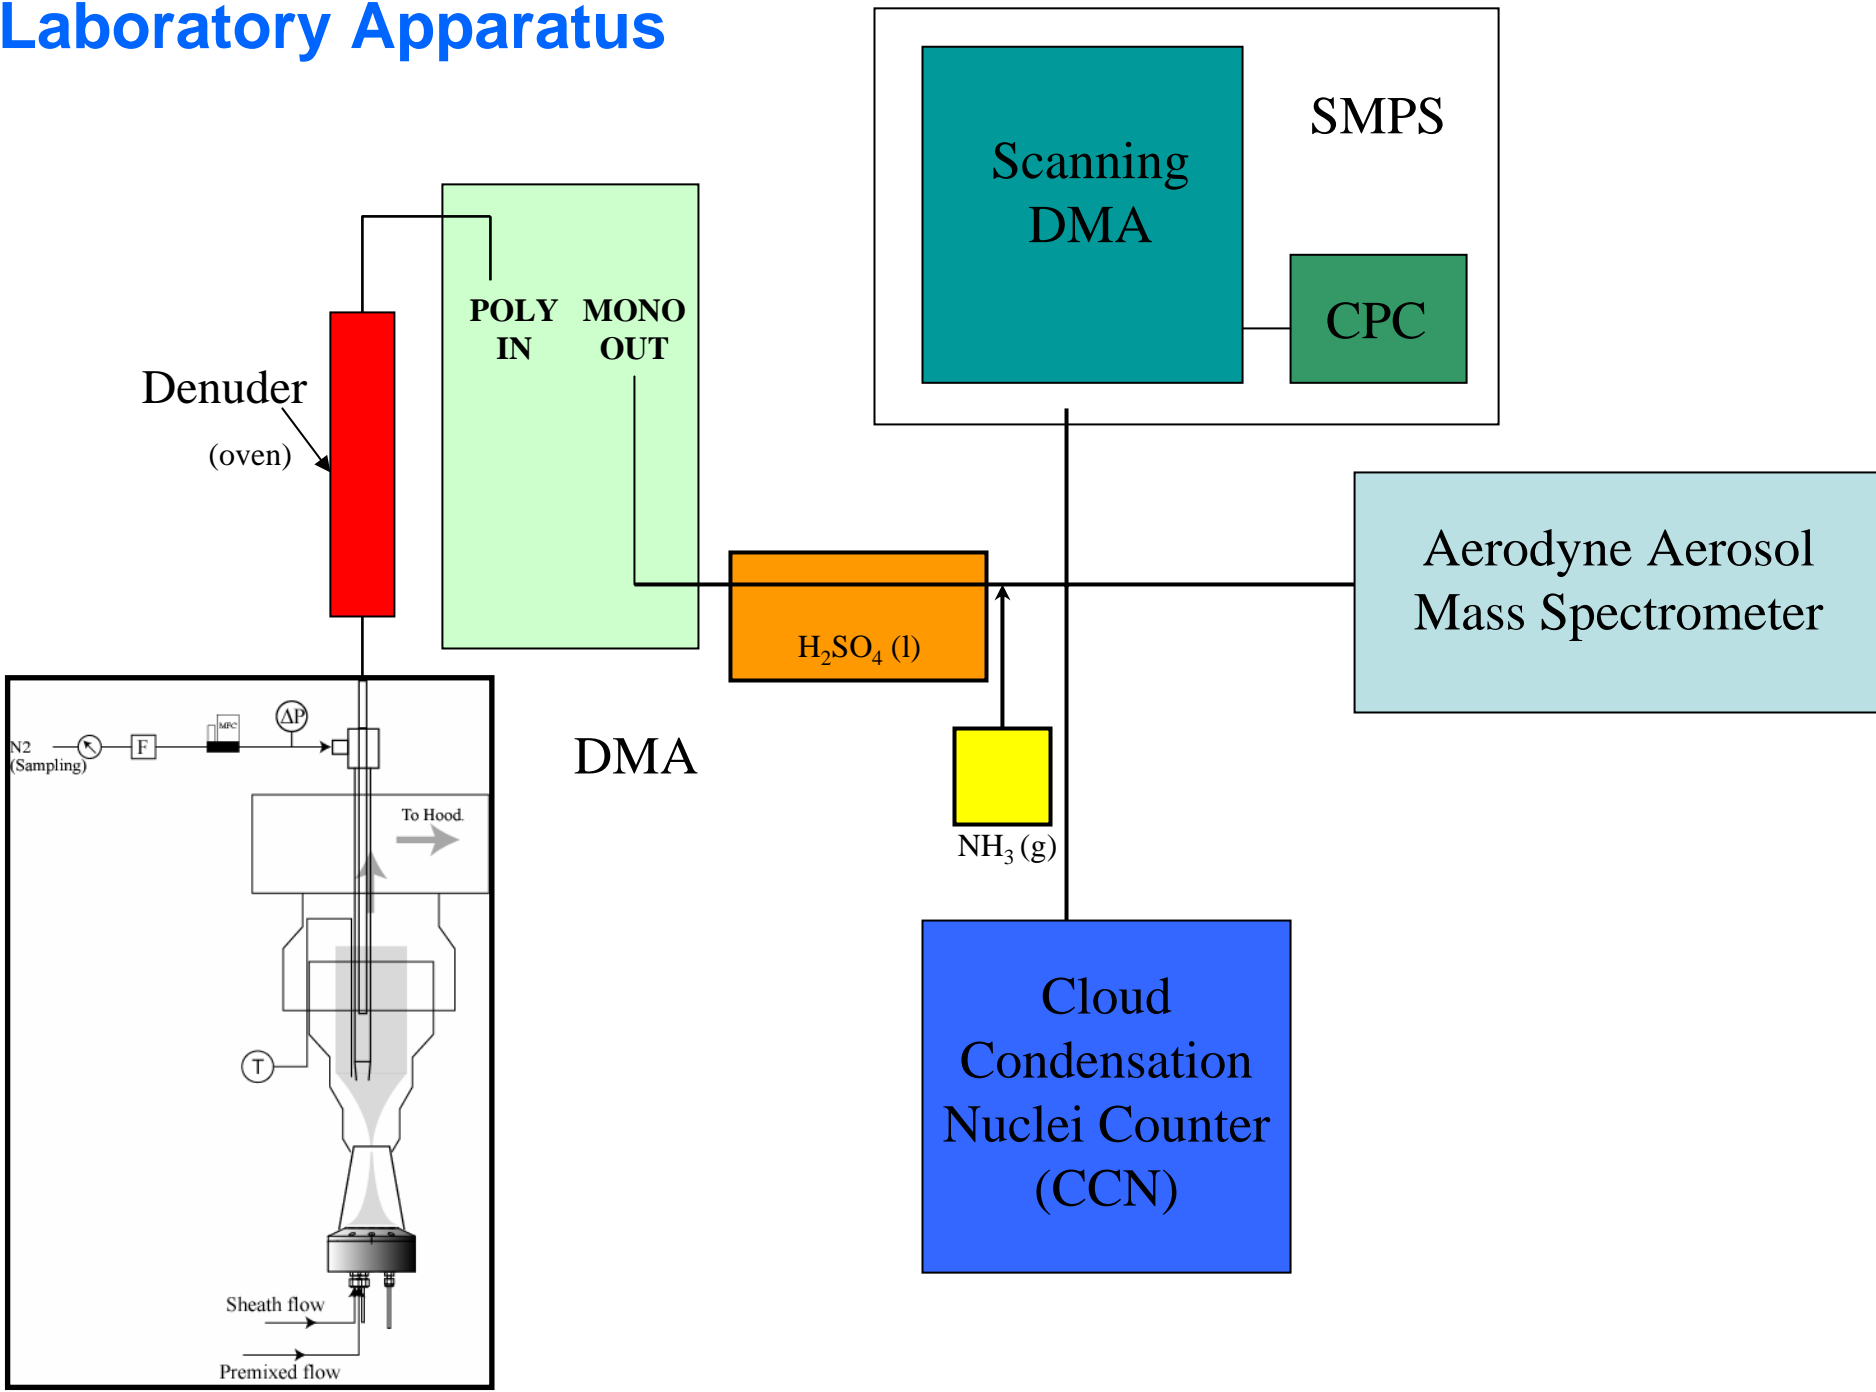 Laboratory Apparatus
SMPS
Scanning
DMA
CPC
POLY
IN
MONO
OUT
Denuder
(oven)
Aerodyne Aerosol
Mass Spectrometer
H₂SO₄ (l)
DMA
NH₃ (g)
N2
(Sampling)
F
MFC
ΔP
To Hood.
T
Sheath flow
Premixed flow
Cloud
Condensation
Nuclei Counter
(CCN)